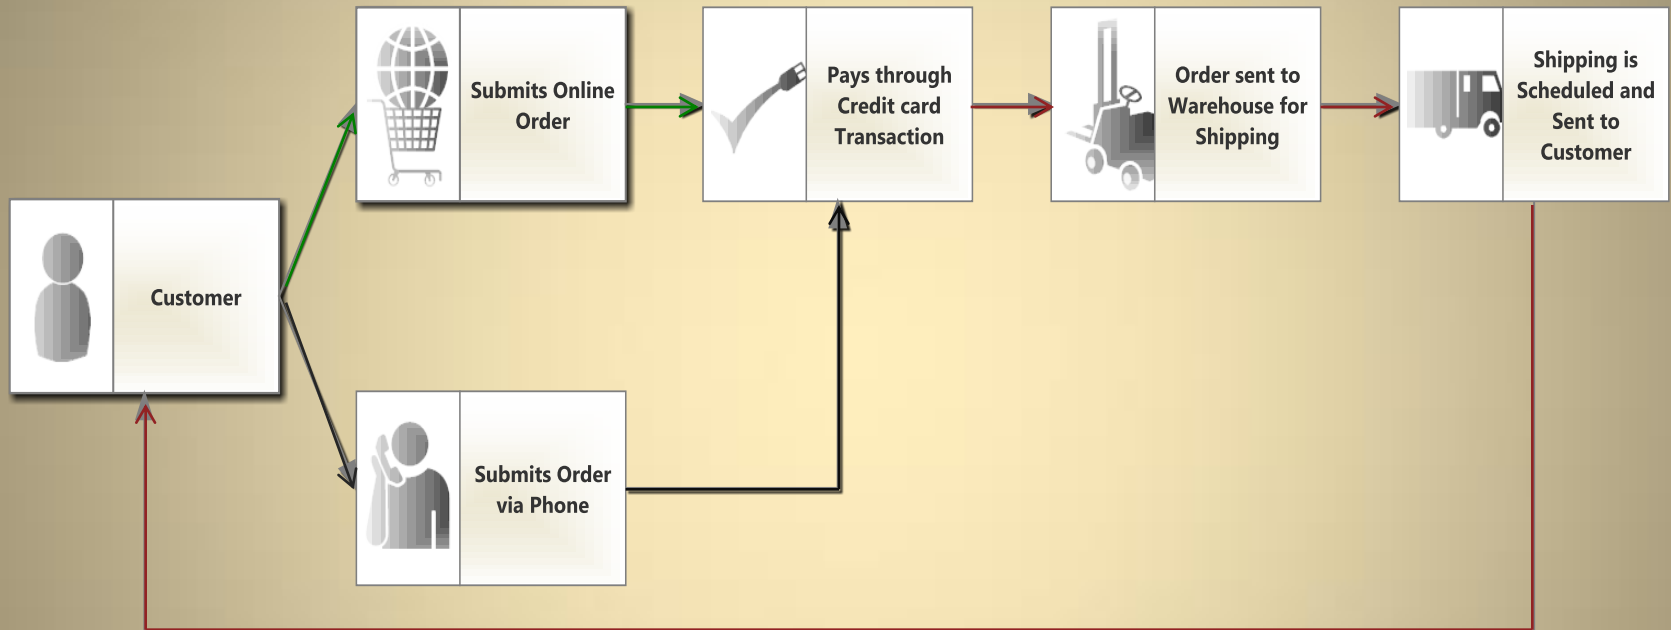 Submits Online
Order
Pays through
Credit card
Transaction
Order sent to
Warehouse for
Shipping
Shipping is
Scheduled and
Sent to
Customer
Customer
Submits Order
via Phone